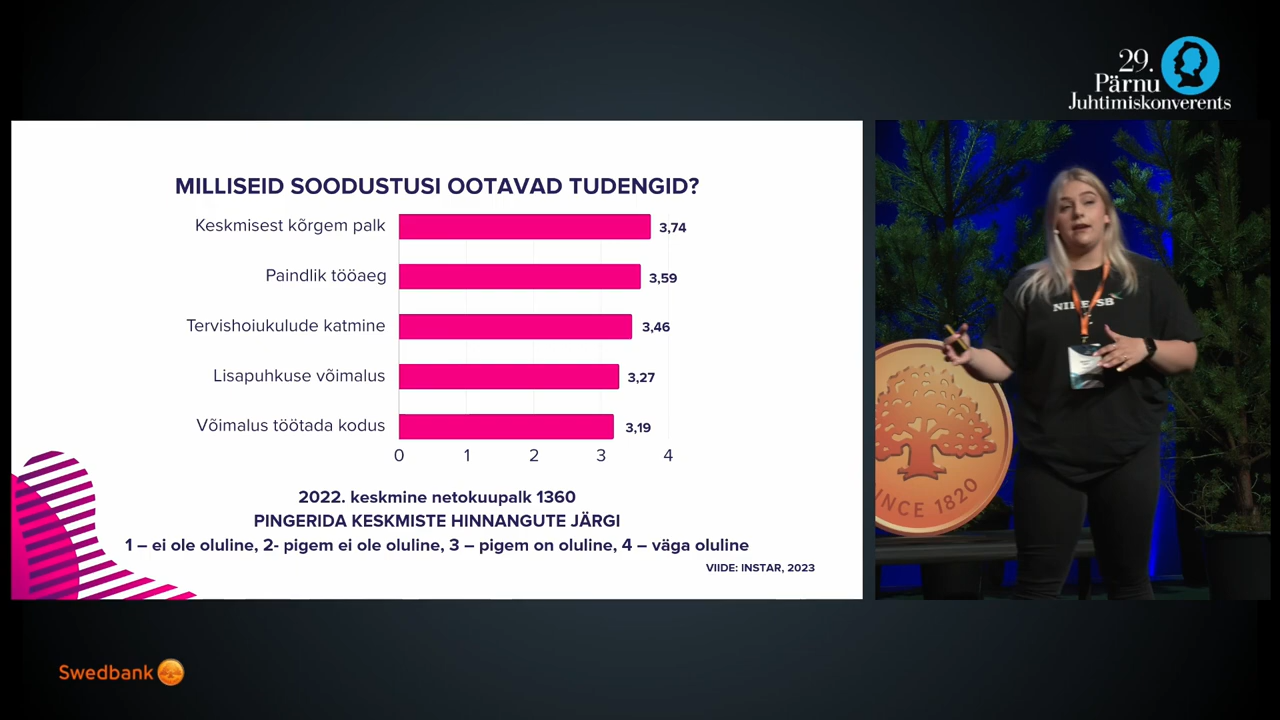 29.
Pärnu
Juhtimiskonverents
MILLISEID SOODUSTUSI OOTAVAD TUDENGID?
Keskmisest kõrgem palk 3,74
Paindlik tööaeg 3,59
Tervishoiukulude katmine 3,46
Lisapuhkuse võimalus 3,27
Võimalus töötada kodus 3,19
0 1 2 3 4
2022. keskmine netokuupalk 1360
PINGERIDA KESKMISTE HINNANGUTE JÄRGI
1 – ei ole oluline, 2- pigem ei ole oluline, 3 – pigem on oluline, 4 – väga oluline
VIIDE: INSTAR, 2023
SB
INCE 1820
Swedbank